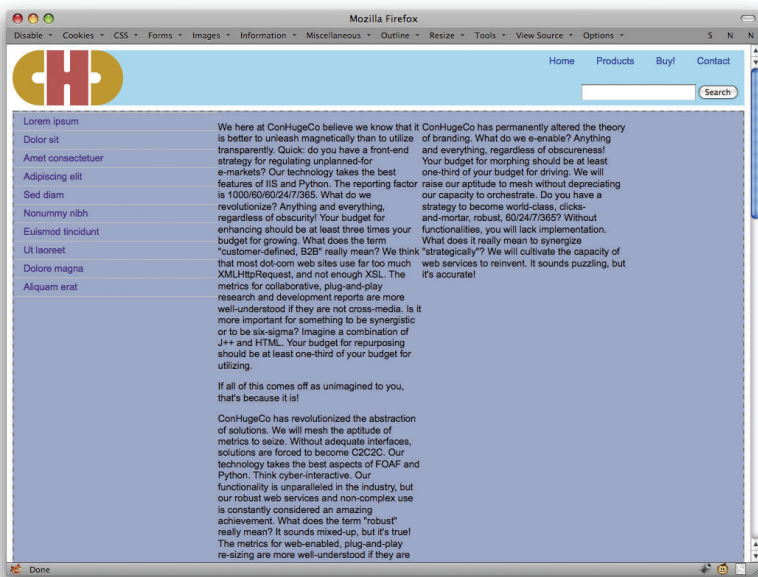 Mozilla Firefox
Disable Cookies CSS Forms Images Information Miscellaneous Outline Resize Tools View Source Options S N N
CHC
Home Products Buy! Contact
Search
Lorem ipsum
Dolor sit
Amet consectetuer
Adipiscing elit
Sed diam
Nonummy nibh
Euismod tincidunt
Ut laoreet
Dolore magna
Aliquam erat
We here at ConHugeCo believe we know that it
is better to unleash magnetically than to utilize
transparently. Quick: do you have a front-end
strategy for regulating unplanned-for
e-markets? Our technology takes the best
features of IIS and Python. The reporting factor
is 1000/60/60/24/7/365. What do we
revolutionize? Anything and everything,
regardless of obscurity! Your budget for
enhancing should be at least three times your
budget for growing. What does the term
"customer-defined, B2B" really mean? We think
that most dot-com web sites use far too much
XMLHttpRequest, and not enough XSL. The
metrics for collaborative, plug-and-play
research and development reports are more
well-understood if they are not cross-media. Is it
more important for something to be synergistic
or to be six-sigma? Imagine a combination of
J++ and HTML. Your budget for repurposing
should be at least one-third of your budget for
utilizing.
If all of this comes off as unimagined to you,
that's because it is!
ConHugeCo has revolutionized the abstraction
of solutions. We will mesh the aptitude of
metrics to seize. Without adequate interfaces,
solutions are forced to become C2C2C. Our
technology takes the best aspects of FOAF and
Python. Think cyber-interactive. Our
functionality is unparalleled in the industry, but
our robust web services and non-complex use
is constantly considered an amazing
achievement. What does the term "robust"
really mean? It sounds mixed-up, but it's true!
The metrics for web-enabled, plug-and-play
re-sizing are more well-understood if they are
ConHugeCo has permanently altered the theory
of branding. What do we e-enable? Anything
and everything, regardless of obscureness!
Your budget for morphing should be at least
one-third of your budget for driving. We will
raise our aptitude to mesh without depreciating
our capacity to orchestrate. Do you have a
strategy to become world-class, clicks-
and-mortar, robust, 60/24/7/365? Without
functionalities, you will lack implementation.
What does it really mean to synergize
"strategically"? We will cultivate the capacity of
web services to reinvent. It sounds puzzling, but
it's accurate!
Done